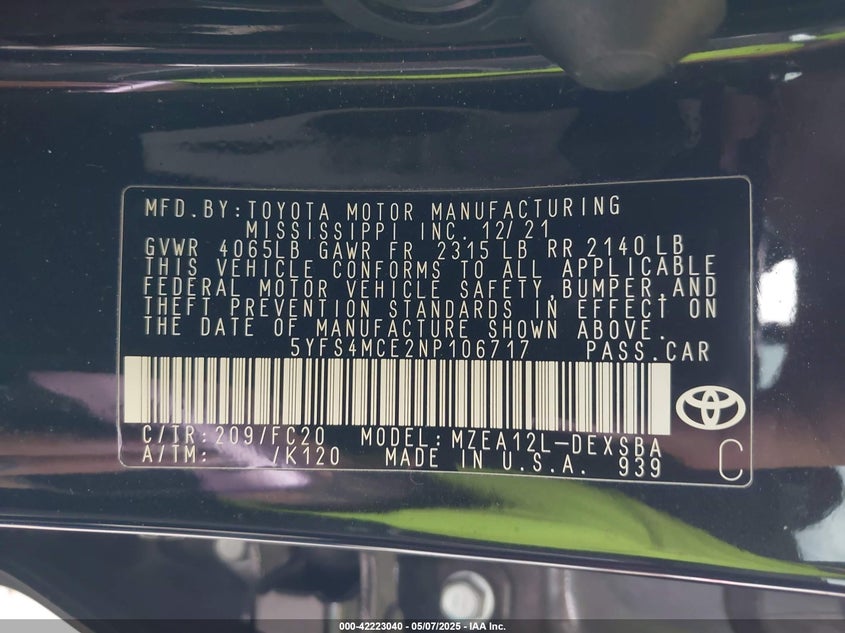 MFD.BY:TOYOTA MOTOR MANUFACTURING
MISSISSIPPI INC. 12/21
GVWR 4065LB GAWR FR 2315 LB RR 2140 LB
THIS VEHICLE CONFORMS TO ALL APPLICABLE
FEDERAL MOTOR VEHICLE SAFETY,BUMPER,AND
THEFT PREVENTION STANDARDS IN EFFECT ON
THE DATE OF MANUFACTURE SHOWN ABOVE.
5YFS4MCE2NP106717 PASS.CAR
C/TR:209/FC20 MODEL:MZEA12L-DEXSBA
A/TM: /K120 MADE IN U.S.A. 939
C
000-42223040 - 05/07/2025 - IAA Inc.